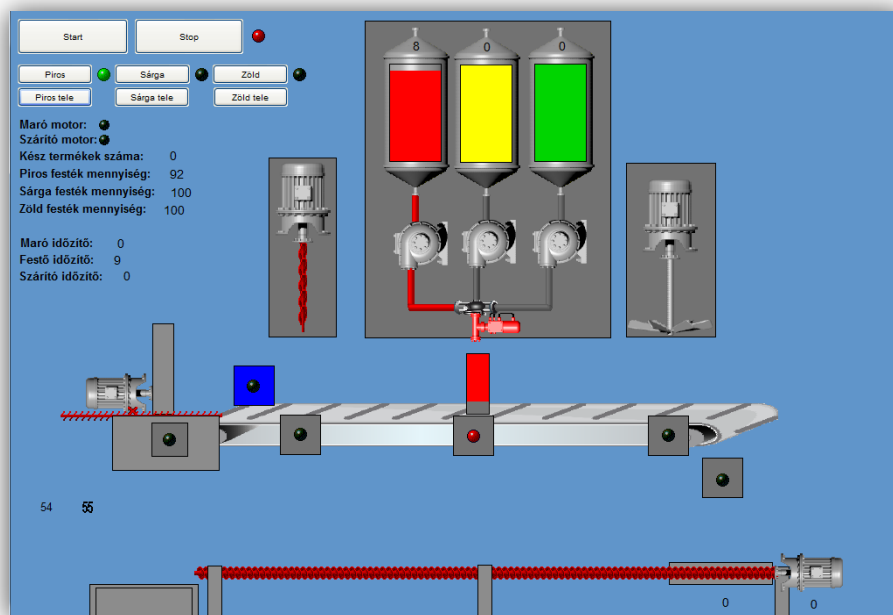 Start
Stop
Piros
Sárga
Zöld
Piros tele
Sárga tele
Zöld tele
Maró motor:
Szárító motor:
Kész termékek száma: 0
Piros festék mennyiség: 92
Sárga festék mennyiség: 100
Zöld festék mennyiség: 100
Maró időzítő: 0
Festő időzítő: 9
Szárító időzítő: 0
8 0 0
54 55
0 0